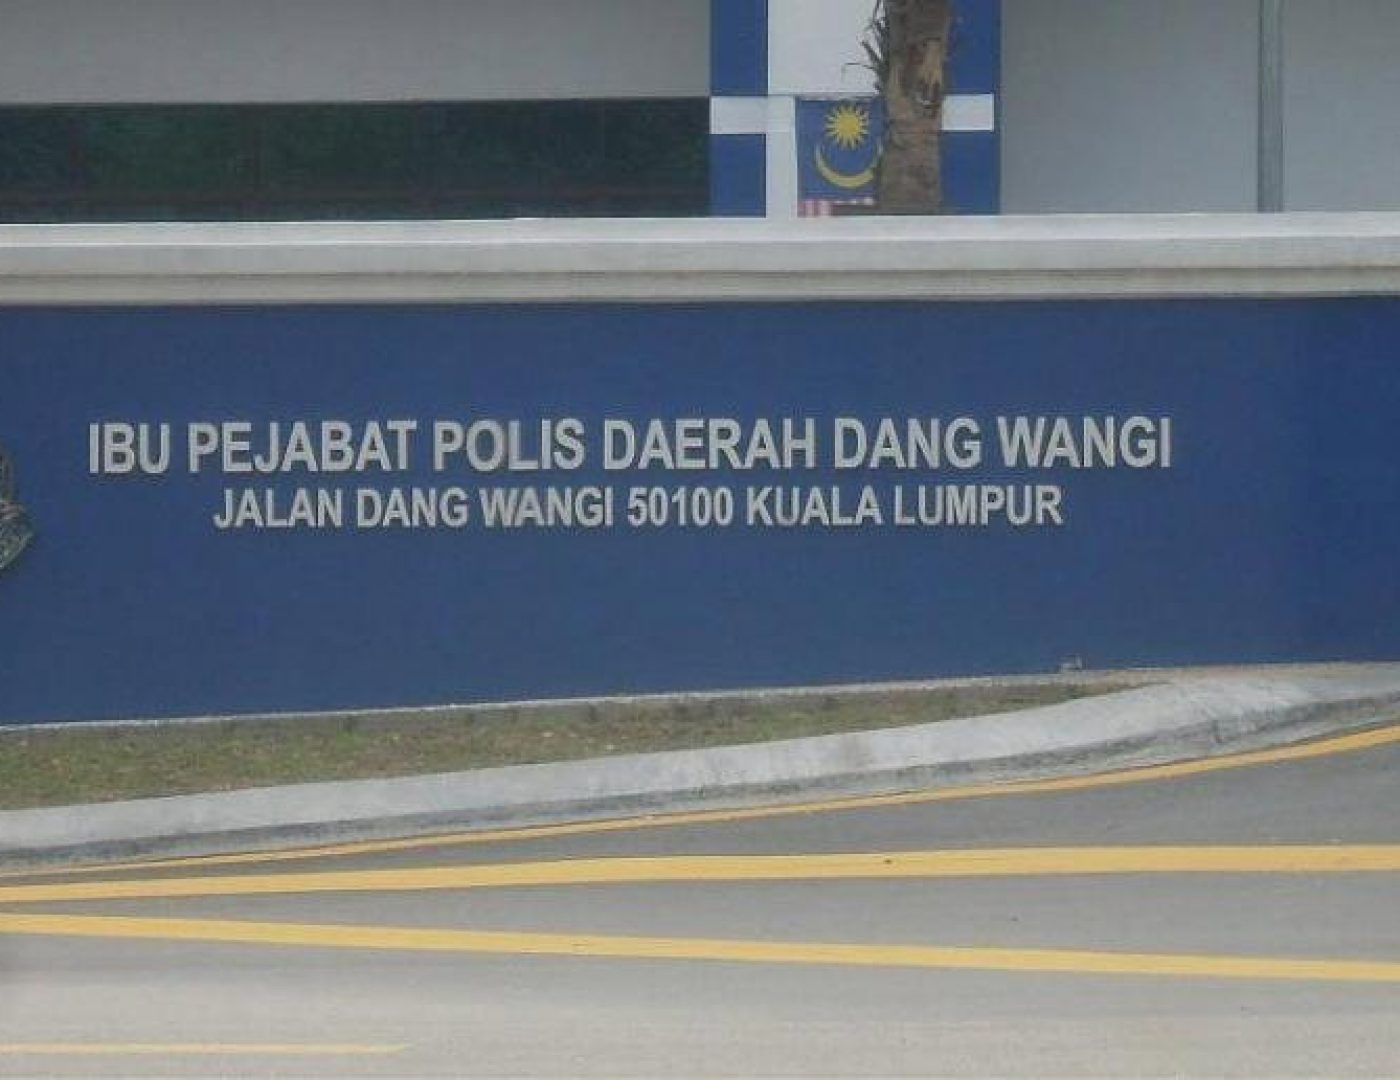 IBU PEJABAT POLIS DAERAH DANG WANGI
JALAN DANG WANGI 50100 KUALA LUMPUR